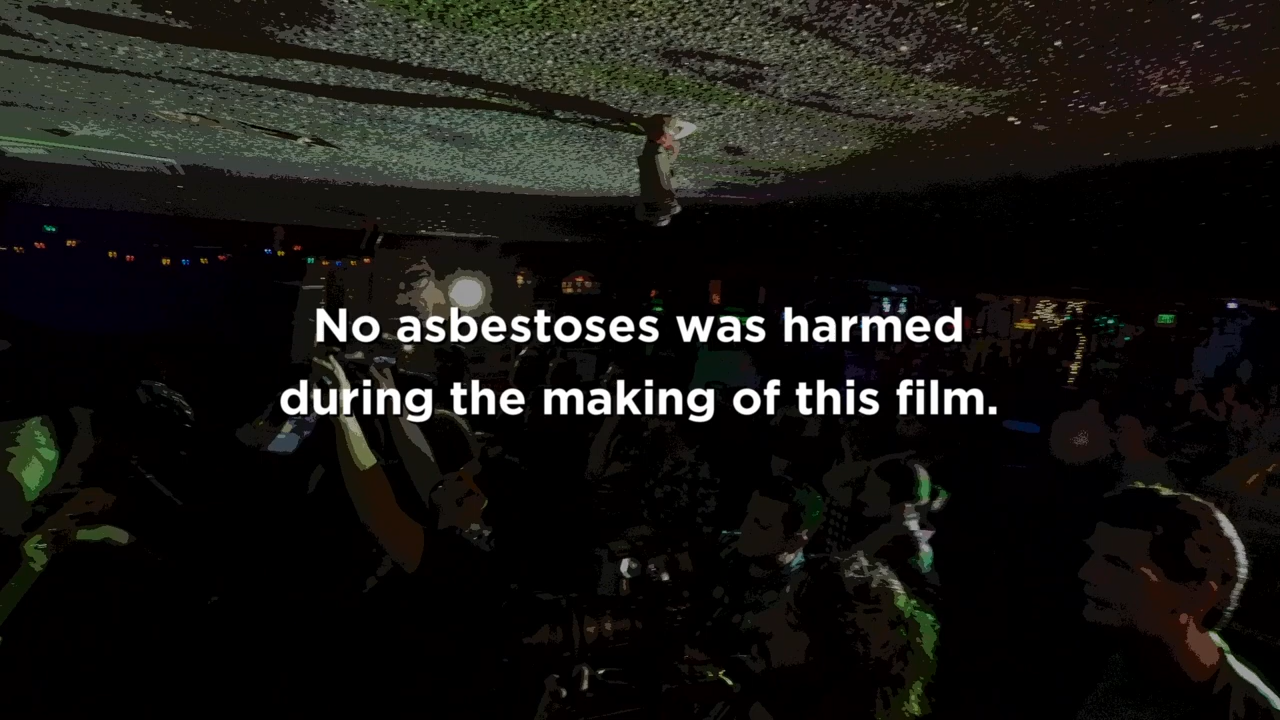 No asbestoses was harmed
during the making of this film.